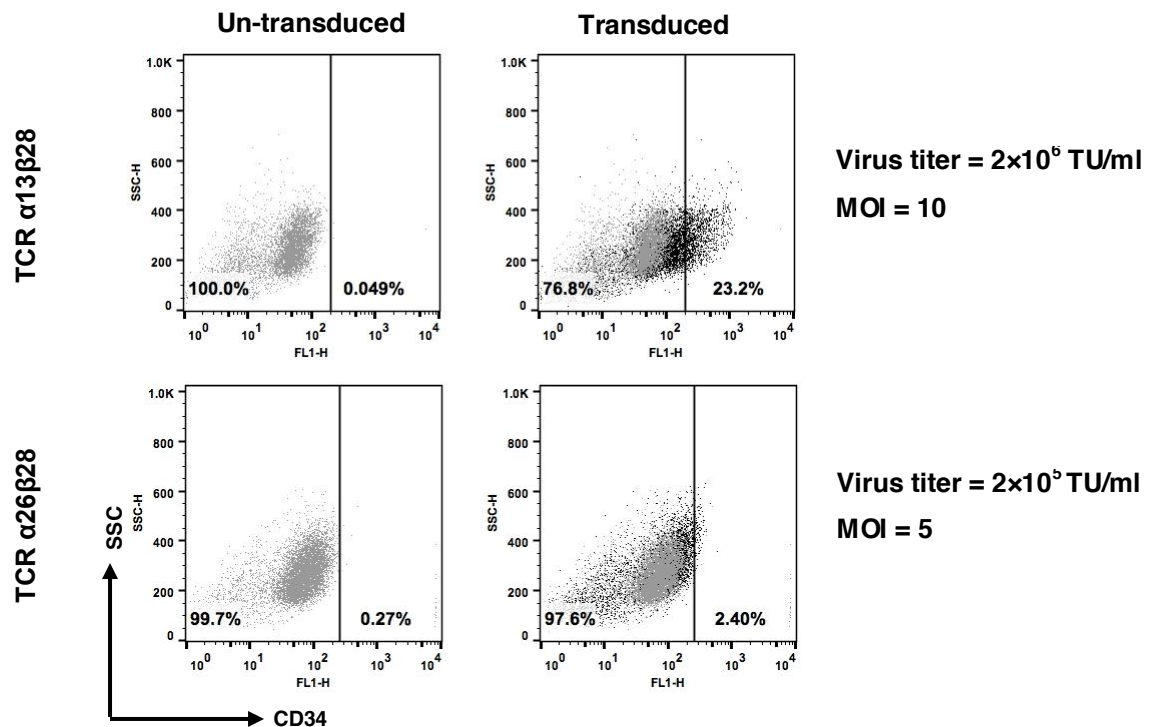 Un-transduced
Transduced
TCR α13β28
1.0K
800
600
400
200
0
SSC-H
100.0%
0.049%
10⁰ 10¹ 10² 10³ 10⁴
FL1-H
1.0K
800
600
400
200
0
SSC-H
76.8%
23.2%
10⁰ 10¹ 10² 10³ 10⁴
FL1-H
Virus titer = 2×10⁶ TU/ml
MOI = 10
TCR α26β28
1.0K
800
600
400
200
0
SSC-H
99.7%
0.27%
10⁰ 10¹ 10² 10³ 10⁴
FL1-H
1.0K
800
600
400
200
0
SSC-H
97.6%
2.40%
10⁰ 10¹ 10² 10³ 10⁴
FL1-H
Virus titer = 2×10⁵ TU/ml
MOI = 5
SSC
CD34